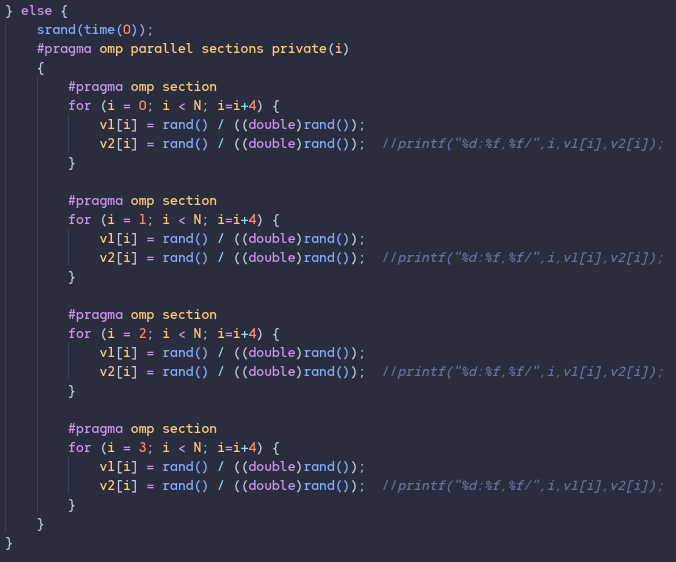 } else {
    srand(time(0));
    #pragma omp parallel sections private(i)
    {
        #pragma omp section
        for (i = 0; i < N; i=i+4) {
            v1[i] = rand() / ((double)rand());
            v2[i] = rand() / ((double)rand());  //printf("%d:%f,%f/",i,v1[i],v2[i]);
        }

        #pragma omp section
        for (i = 1; i < N; i=i+4) {
            v1[i] = rand() / ((double)rand());
            v2[i] = rand() / ((double)rand());  //printf("%d:%f,%f/",i,v1[i],v2[i]);
        }

        #pragma omp section
        for (i = 2; i < N; i=i+4) {
            v1[i] = rand() / ((double)rand());
            v2[i] = rand() / ((double)rand());  //printf("%d:%f,%f/",i,v1[i],v2[i]);
        }

        #pragma omp section
        for (i = 3; i < N; i=i+4) {
            v1[i] = rand() / ((double)rand());
            v2[i] = rand() / ((double)rand());  //printf("%d:%f,%f/",i,v1[i],v2[i]);
        }
    }
}